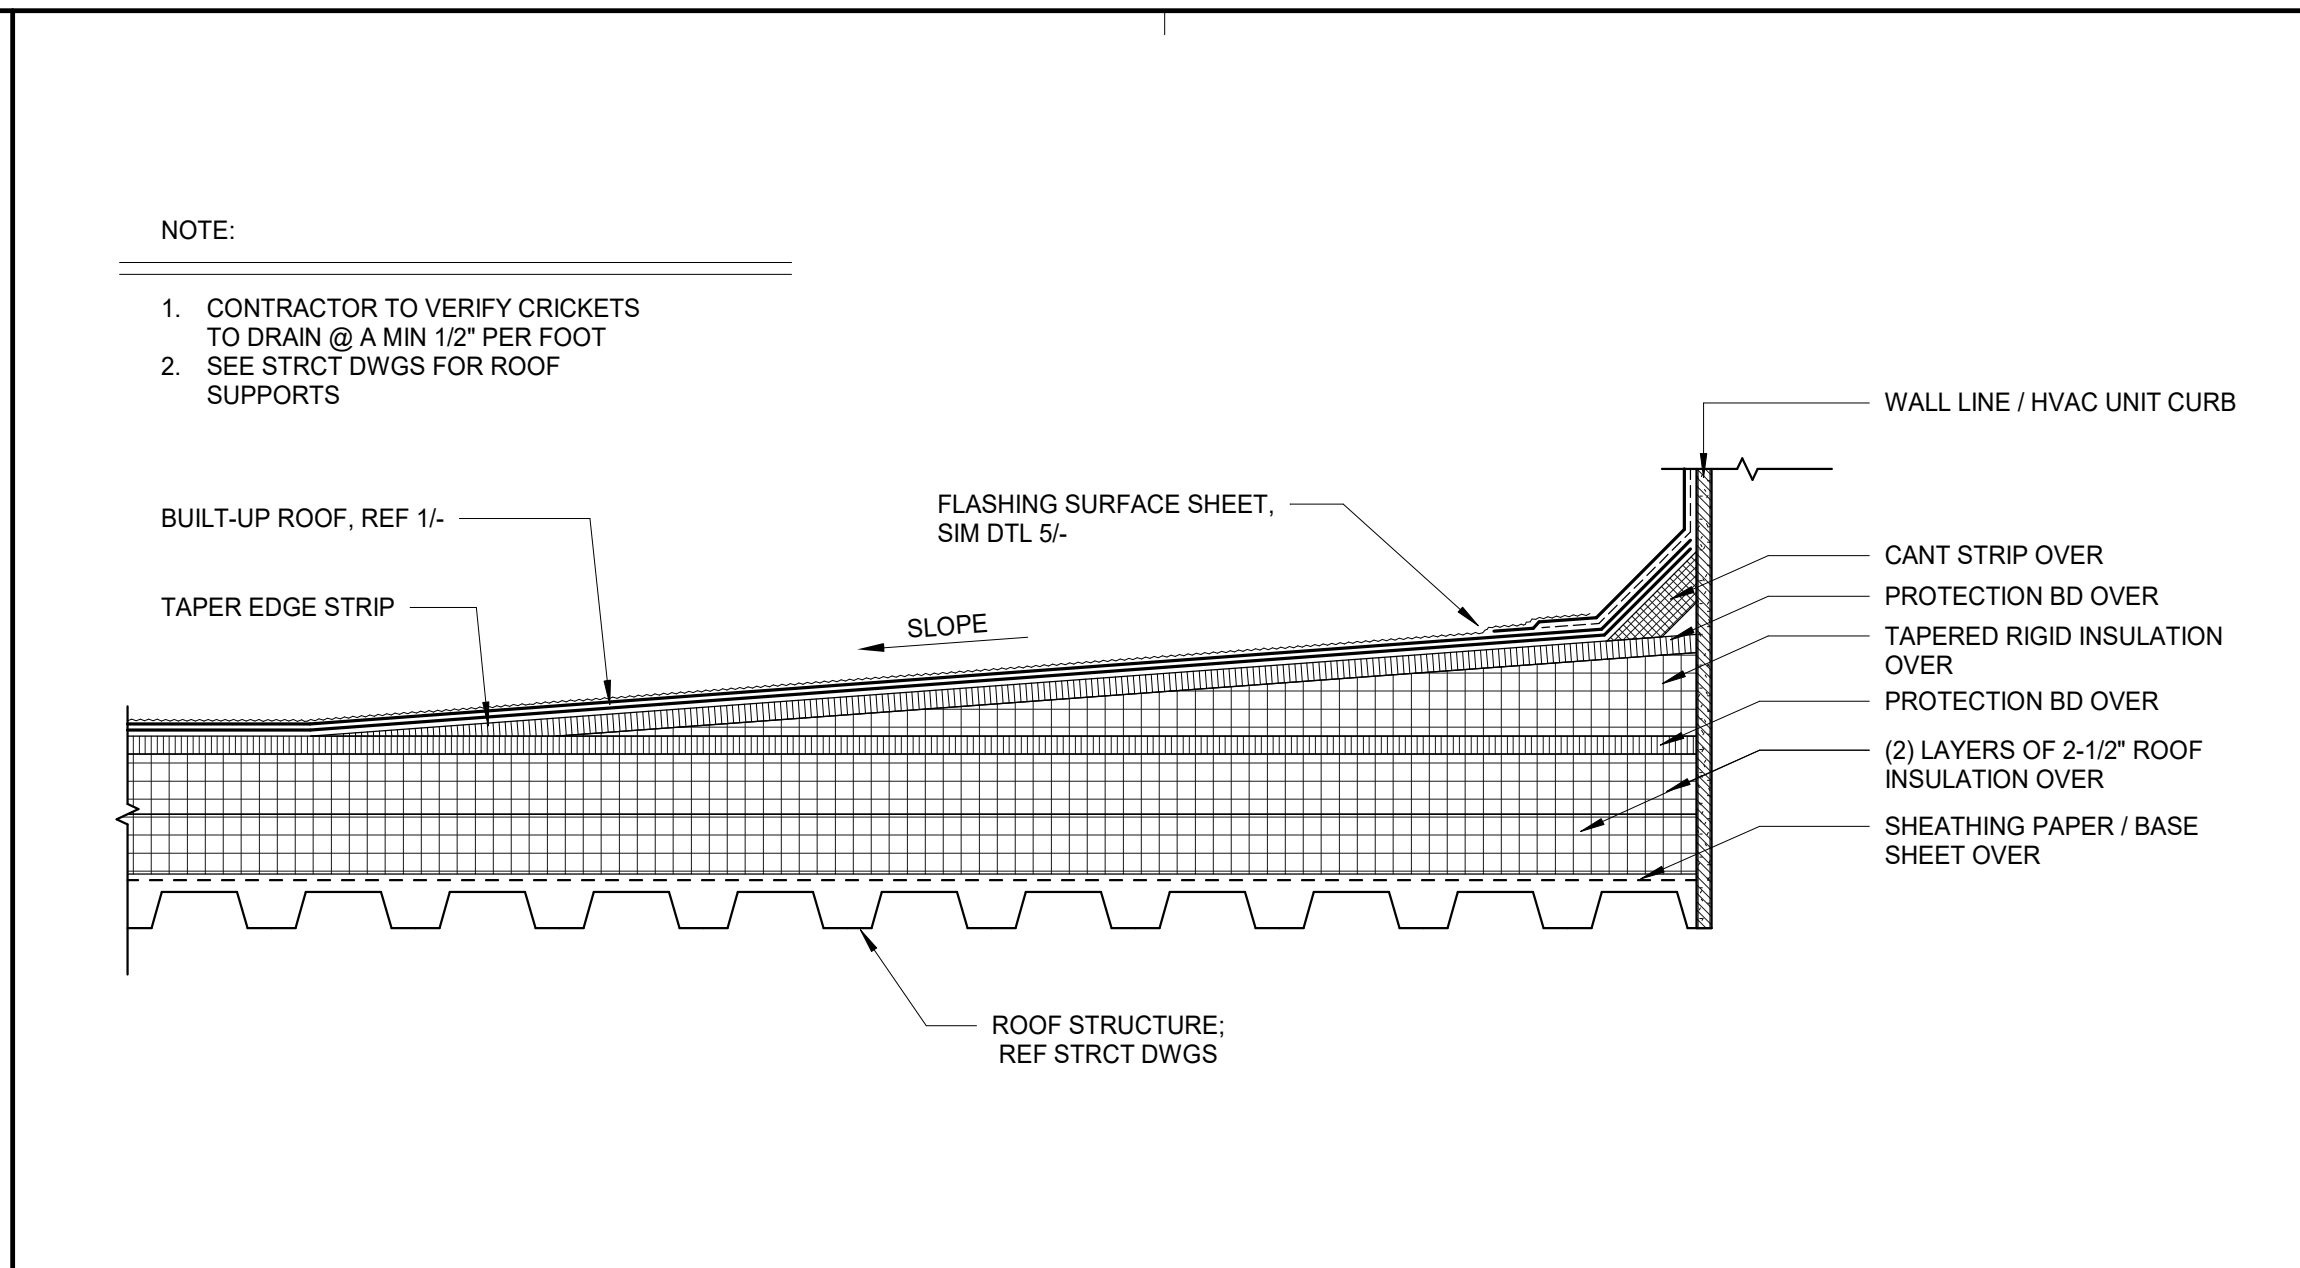 NOTE:
1. CONTRACTOR TO VERIFY CRICKETS
TO DRAIN @ A MIN 1/2" PER FOOT
2. SEE STRCT DWGS FOR ROOF
SUPPORTS
WALL LINE / HVAC UNIT CURB
BUILT-UP ROOF, REF 1/-
FLASHING SURFACE SHEET,
SIM DTL 5/-
TAPER EDGE STRIP
SLOPE
CANT STRIP OVER
PROTECTION BD OVER
TAPERED RIGID INSULATION
OVER
PROTECTION BD OVER
(2) LAYERS OF 2-1/2" ROOF
INSULATION OVER
SHEATHING PAPER / BASE
SHEET OVER
ROOF STRUCTURE;
REF STRCT DWGS